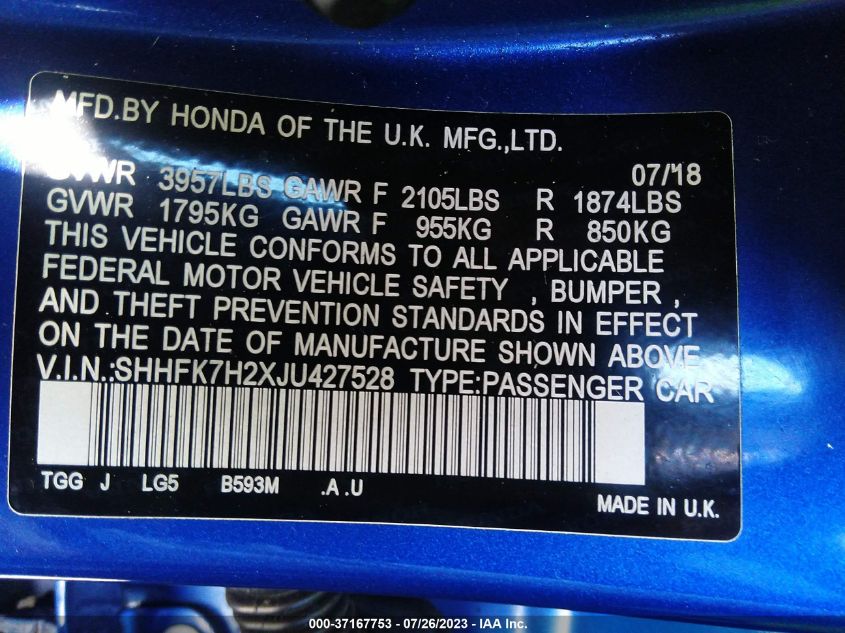 MFD.BY HONDA OF THE U.K. MFG.,LTD.
07/18
GVWR 3957LBS GAWR F 2105LBS R 1874LBS
GVWR 1795KG GAWR F 955KG R 850KG
THIS VEHICLE CONFORMS TO ALL APPLICABLE
FEDERAL MOTOR VEHICLE SAFETY , BUMPER ,
AND THEFT PREVENTION STANDARDS IN EFFECT
ON THE DATE OF MANUFACTURE SHOWN ABOVE.
V.I.N.:SHHFK7H2XJU427528 TYPE:PASSENGER CAR
TGG J LG5 B593M .A .U
MADE IN U.K.
000-37167753 - 07/26/2023 - IAA Inc.